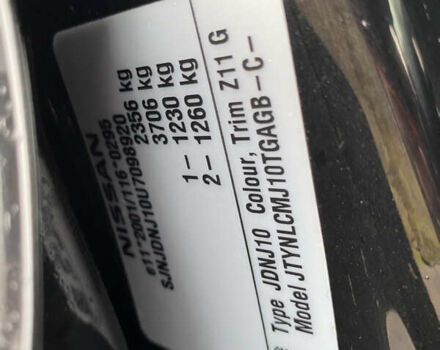 NISSAN
e11*2001/116*0295
SJNJDNJ10U7098920
2356 kg
3706 kg
1 – 1230 kg
2 – 1260 kg
Type JDNJ10 Colour, Trim Z11 G
Model JTYNLCMJ10TGAGB – C –